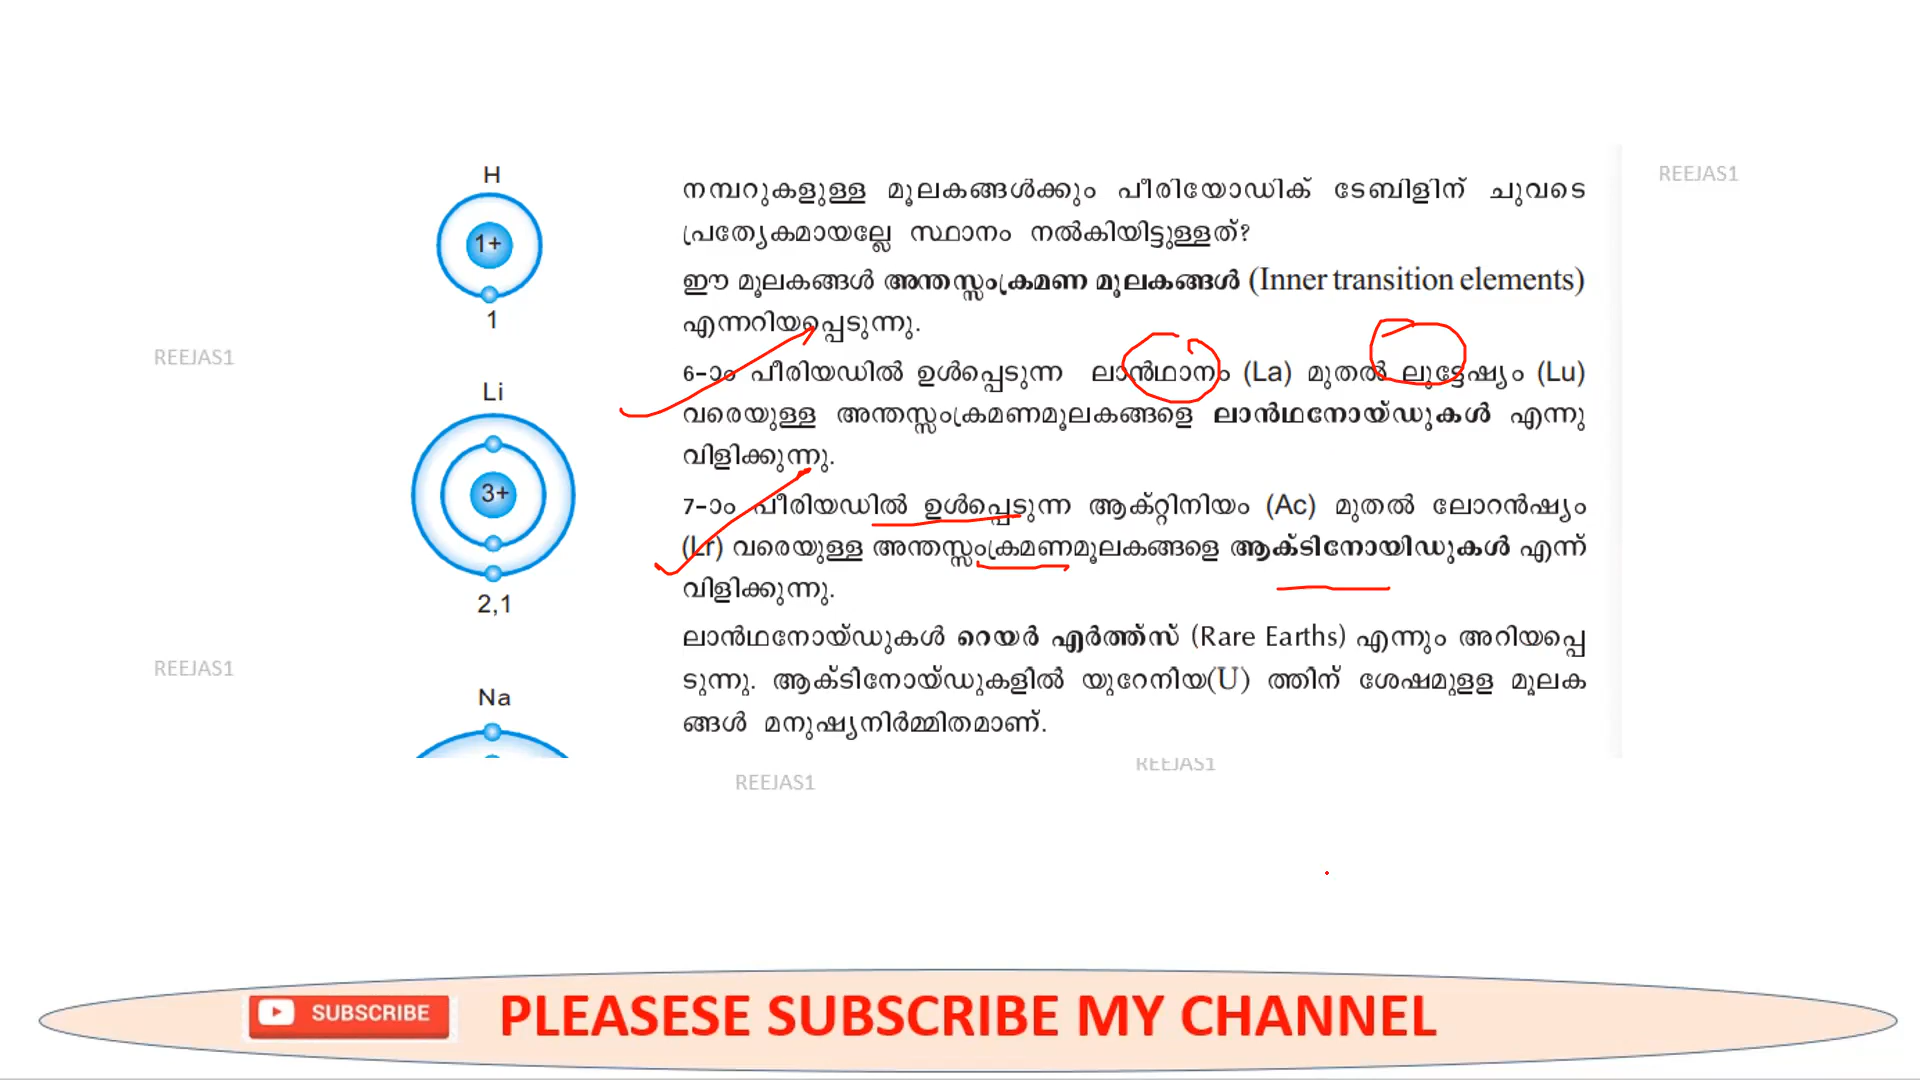 H
1+
1
Li
3+
2,1
Na
നമ്പറുകളുള്ള മൂലകങ്ങൾക്കും പീരിയോഡിക് ടേബിളിന് ചുവടെ
പ്രത്യേകമായല്ലേ സ്ഥാനം നൽകിയിട്ടുള്ളത്?
ഈ മൂലകങ്ങൾ അന്തസ്സംക്രമണ മൂലകങ്ങൾ (Inner transition elements)
എന്നറിയപ്പെടുന്നു.
6-ാം പീരിയഡിൽ ഉൾപ്പെടുന്ന ലാൻഥാനം (La) മുതൽ ലൂട്ടേഷ്യം (Lu)
വരെയുള്ള അന്തസ്സംക്രമണമൂലകങ്ങളെ ലാൻഥനോയ്ഡുകൾ എന്നു
വിളിക്കുന്നു.
7-ാം പീരിയഡിൽ ഉൾപ്പെടുന്ന ആക്റ്റിനിയം (Ac) മുതൽ ലോറൻഷ്യം
(Lr) വരെയുള്ള അന്തസ്സംക്രമണമൂലകങ്ങളെ ആക്ടിനോയിഡുകൾ എന്ന്
വിളിക്കുന്നു.
ലാൻഥനോയ്ഡുകൾ റെയർ എർത്ത്സ് (Rare Earths) എന്നും അറിയപ്പെ
ടുന്നു. ആക്ടിനോയ്ഡുകളിൽ യുറേനിയ(U) ത്തിന് ശേഷമുളള മൂലക
ങ്ങൾ മനുഷ്യനിർമ്മിതമാണ്.
REEJAS1
REEJAS1
REEJAS1
REEJAS1
REEJAS1
SUBSCRIBE
PLEASESE SUBSCRIBE MY CHANNEL